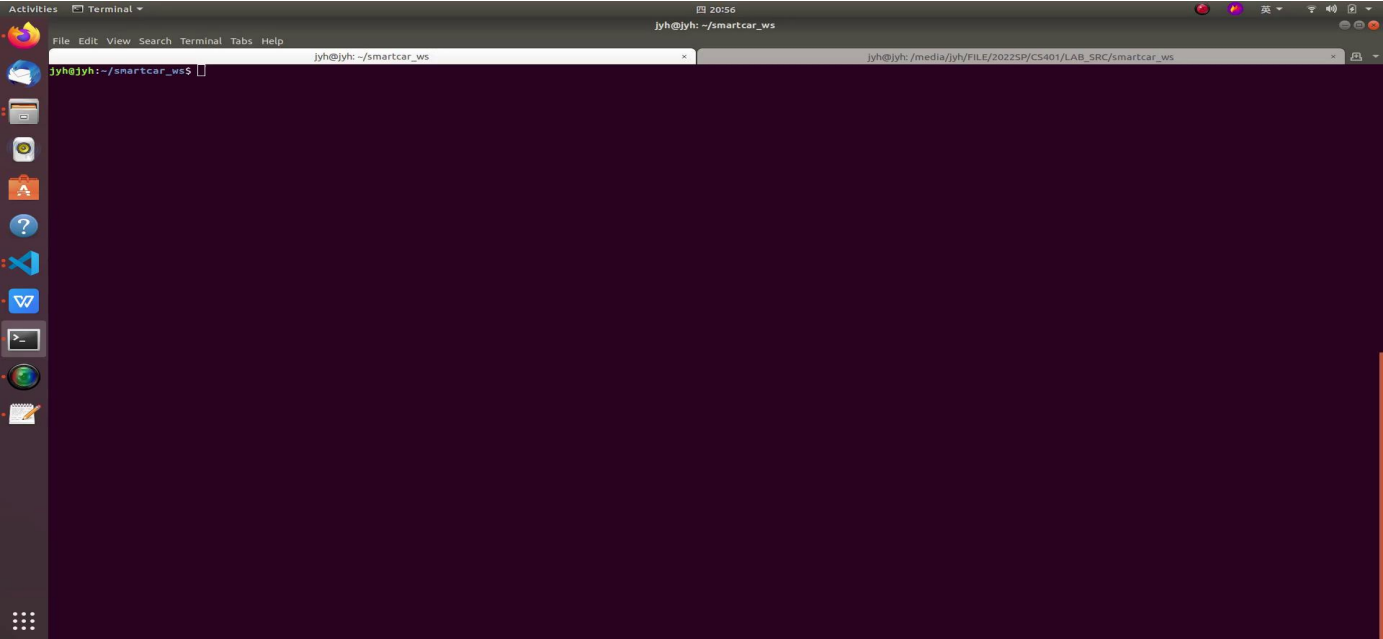 Activities Terminal 四 20:56 英
jyh@jyh: ~/smartcar_ws
File Edit View Search Terminal Tabs Help
jyh@jyh: ~/smartcar_ws × jyh@jyh: /media/jyh/FILE/2022SP/CS401/LAB_SRC/smartcar_ws ×
jyh@jyh:~/smartcar_ws$